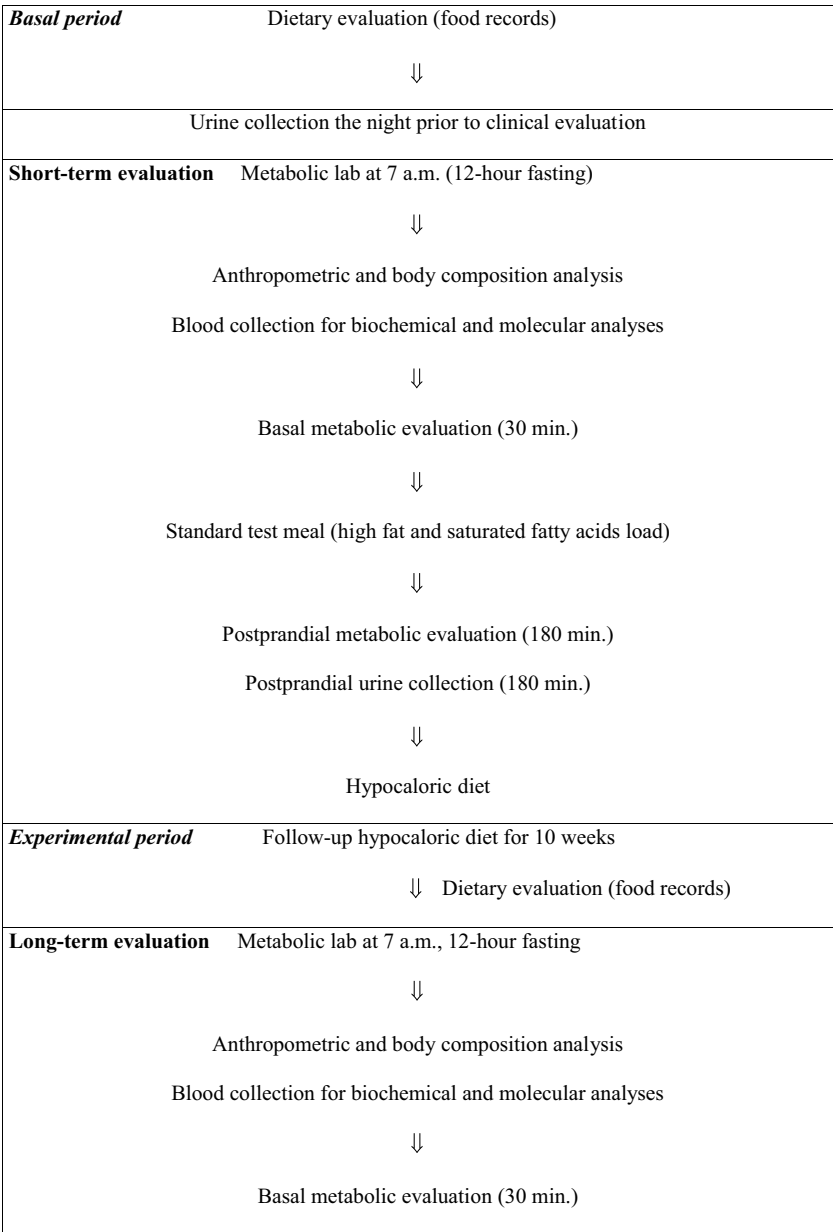 Basal period Dietary evaluation (food records)
⇓
Urine collection the night prior to clinical evaluation
Short-term evaluation Metabolic lab at 7 a.m. (12-hour fasting)
⇓
Anthropometric and body composition analysis
Blood collection for biochemical and molecular analyses
⇓
Basal metabolic evaluation (30 min.)
⇓
Standard test meal (high fat and saturated fatty acids load)
⇓
Postprandial metabolic evaluation (180 min.)
Postprandial urine collection (180 min.)
⇓
Hypocaloric diet
Experimental period Follow-up hypocaloric diet for 10 weeks
⇓ Dietary evaluation (food records)
Long-term evaluation Metabolic lab at 7 a.m., 12-hour fasting
⇓
Anthropometric and body composition analysis
Blood collection for biochemical and molecular analyses
⇓
Basal metabolic evaluation (30 min.)